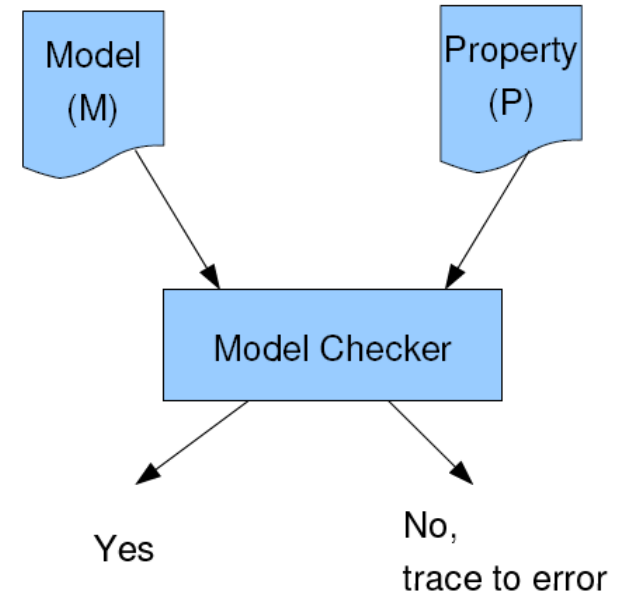 Model
(M)
Property
(P)
Model Checker
Yes
No,
trace to error